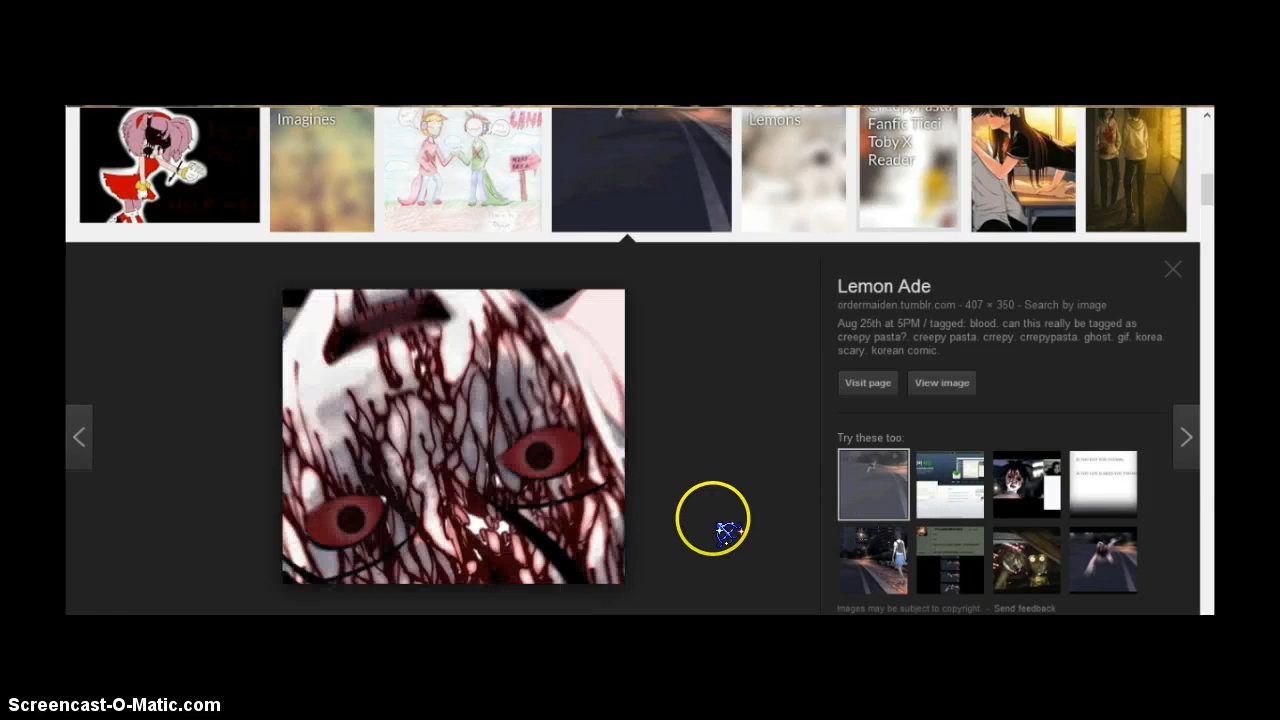 Imagines
Lemons
Fanfic Ticci
Toby X
Reader
Lemon Ade
ordermaiden.tumblr.com - 407 × 350 - Search by image
Aug 25th at 5PM / tagged: blood. can this really be tagged as
creepy pasta?. creepy pasta. crrepy. crrepypasta. ghost. gif. korea.
scary. korean comic.
Visit page
View image
Try these too:
Images may be subject to copyright. - Send feedback
Screencast-O-Matic.com